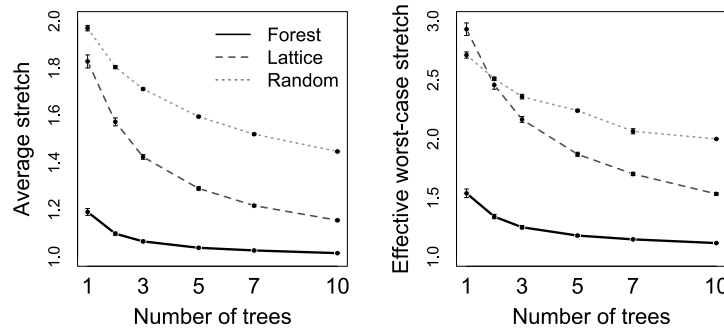 Average stretch
2.0
1.8
1.6
1.4
1.2
1.0
Forest
Lattice
Random
1 3 5 7 10
Number of trees
Effective worst-case stretch
3.0
2.5
2.0
1.5
1.0
1 3 5 7 10
Number of trees